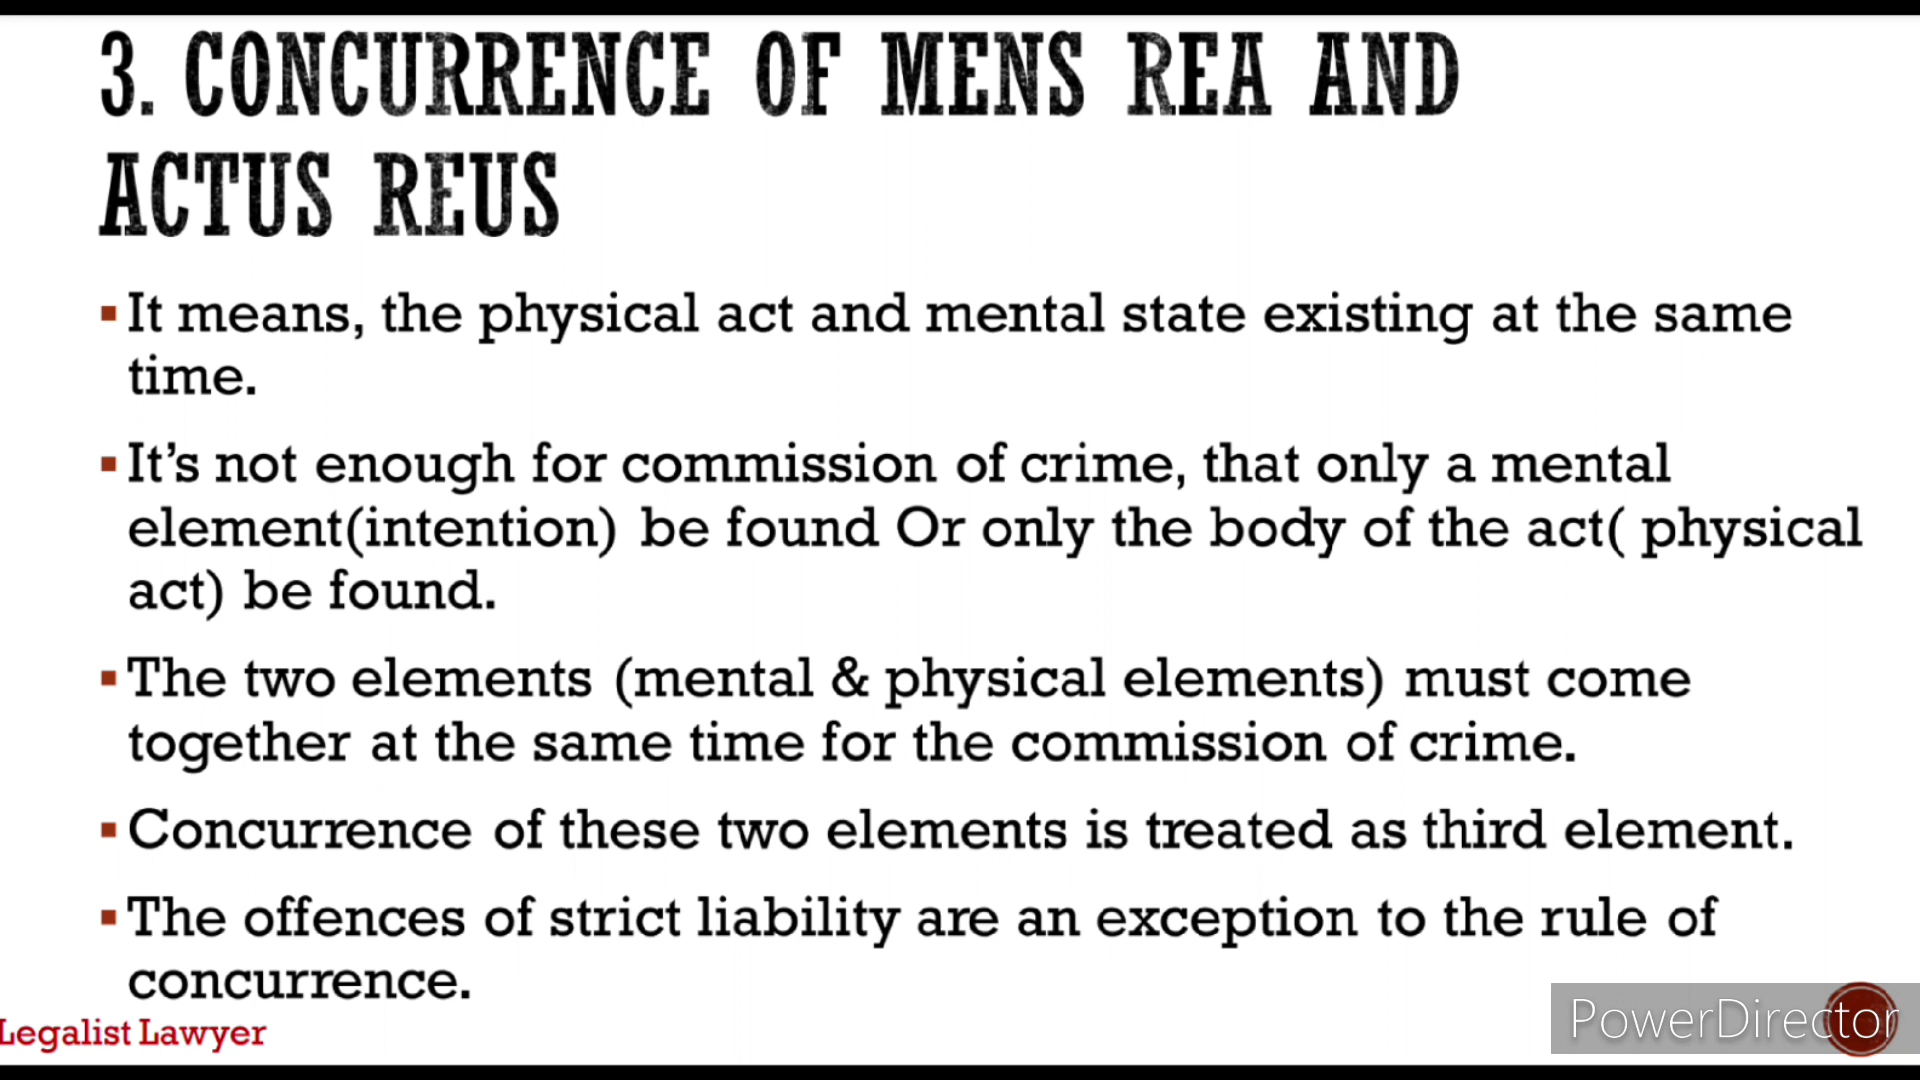 3. CONCURRENCE OF MENS REA AND
ACTUS REUS
▪It means, the physical act and mental state existing at the same
time.
▪It’s not enough for commission of crime, that only a mental
element(intention) be found Or only the body of the act( physical
act) be found.
▪The two elements (mental & physical elements) must come
together at the same time for the commission of crime.
▪Concurrence of these two elements is treated as third element.
▪The offences of strict liability are an exception to the rule of
concurrence.
Legalist Lawyer
PowerDirector